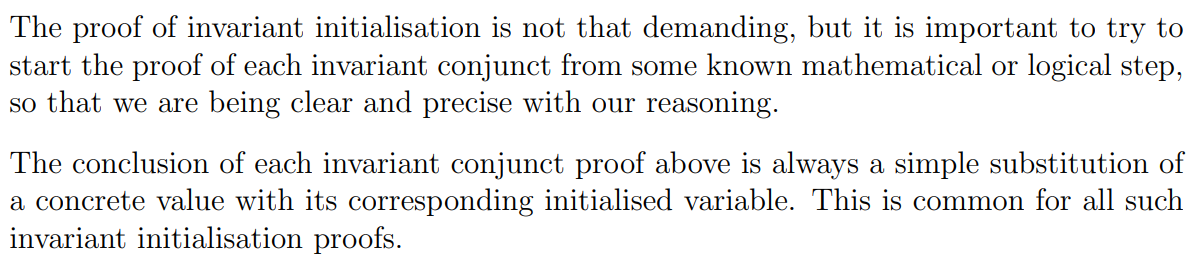 The proof of invariant initialisation is not that demanding, but it is important to try to
start the proof of each invariant conjunct from some known mathematical or logical step,
so that we are being clear and precise with our reasoning.
The conclusion of each invariant conjunct proof above is always a simple substitution of
a concrete value with its corresponding initialised variable. This is common for all such
invariant initialisation proofs.